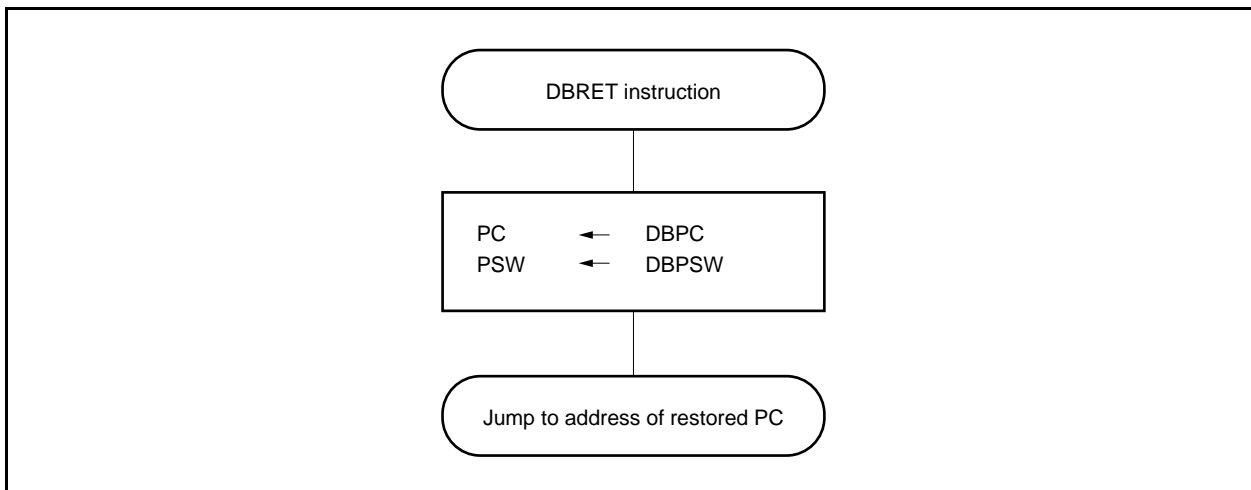 DBRET instruction
PC ← DBPC
PSW ← DBPSW
Jump to address of restored PC